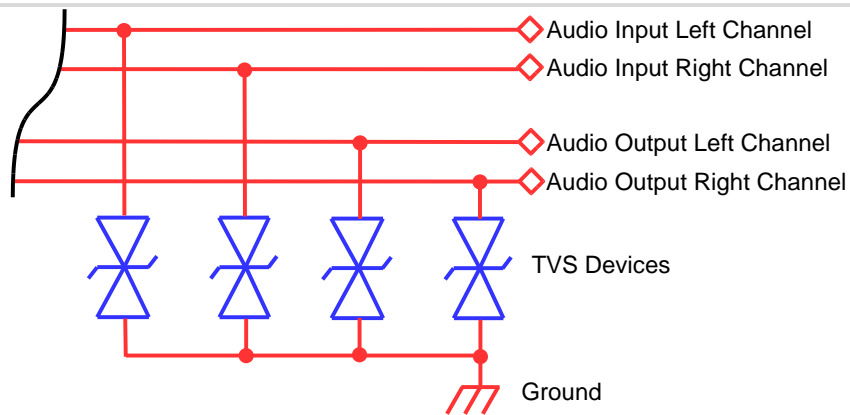 Audio Input Left Channel
Audio Input Right Channel
Audio Output Left Channel
Audio Output Right Channel
TVS Devices
Ground